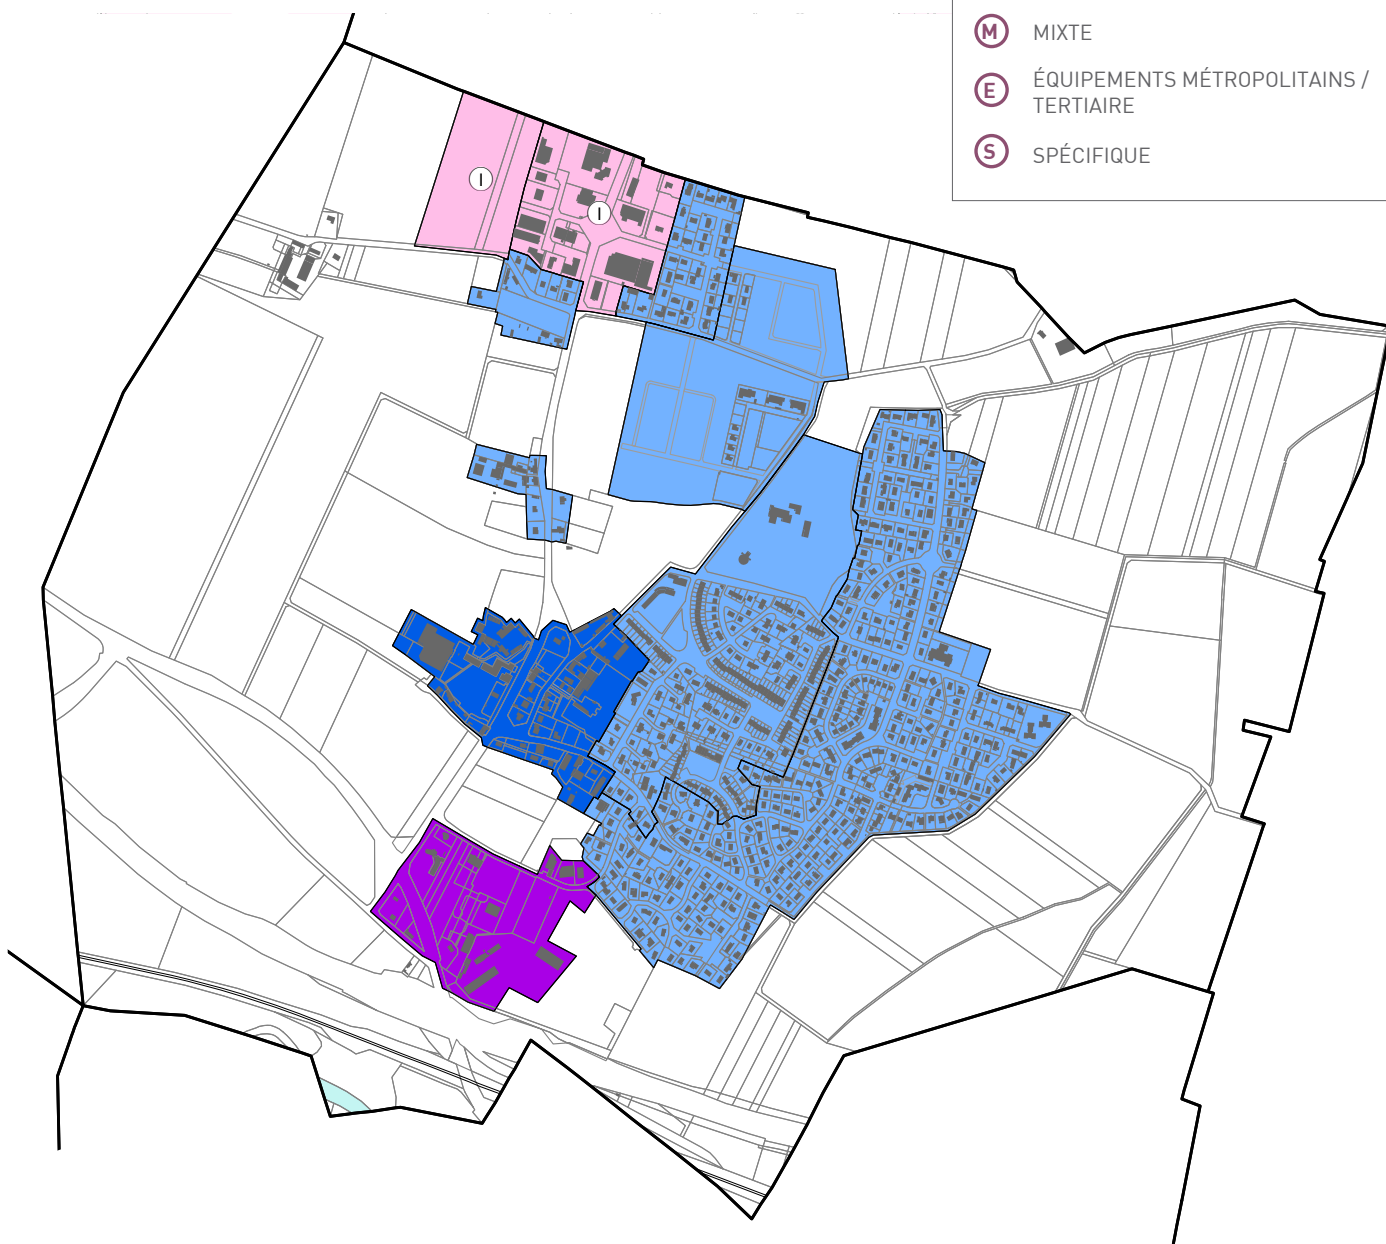 M MIXTE
E ÉQUIPEMENTS MÉTROPOLITAINS /
TERTIAIRE
S SPÉCIFIQUE
I
I